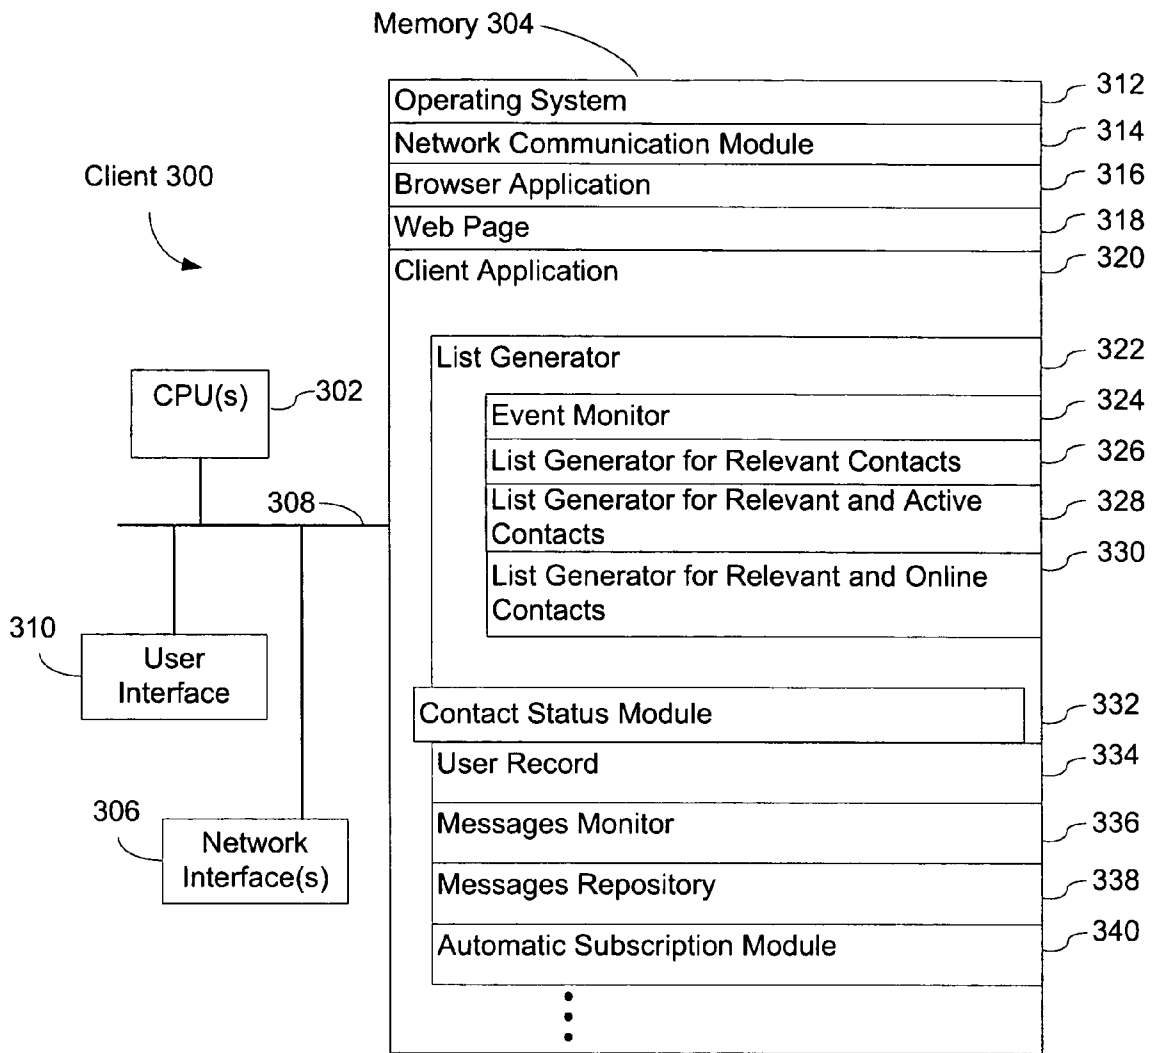 Memory 304
Operating System
312
Network Communication Module
314
Browser Application
316
Web Page
318
Client Application
320
Client 300
List Generator
322
CPU(s)
302
Event Monitor
324
List Generator for Relevant Contacts
326
List Generator for Relevant and Active
Contacts
328
308
List Generator for Relevant and Online
Contacts
330
310
User
Interface
Contact Status Module
332
User Record
334
306
Network
Interface(s)
Messages Monitor
336
Messages Repository
338
Automatic Subscription Module
340